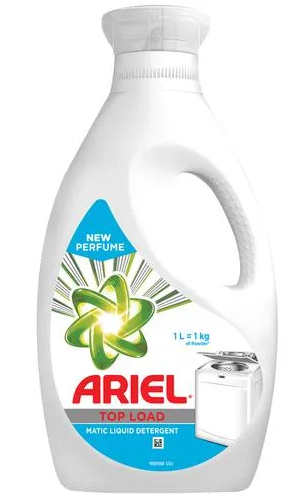 NEW
PERFUME
1 L = 1 kg
of Powder*
ARIEL
TOP LOAD
MATIC LIQUID DETERGENT